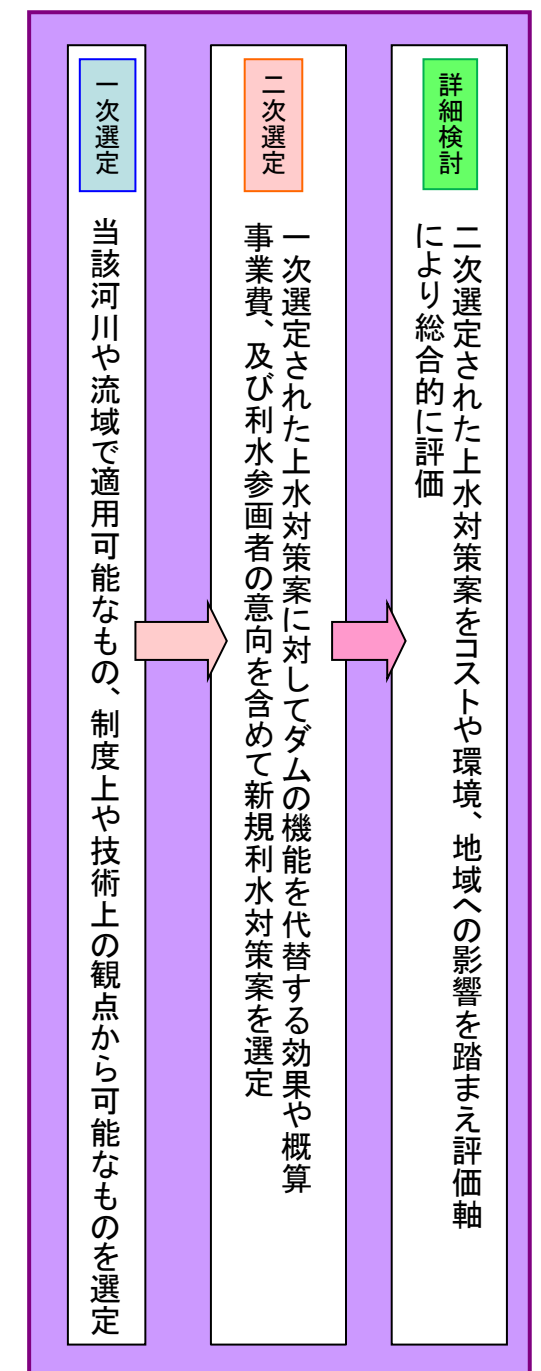 一次選定
当該河川や流域で適用可能なもの、制度上や技術上の観点から可能なものを選定
二次選定
一次選定された上水対策案に対してダムの機能を代替する効果や概算
事業費、及び利水参画者の意向を含めて新規利水対策案を選定
詳細検討
二次選定された上水対策案をコストや環境、地域への影響を踏まえ評価軸
により総合的に評価